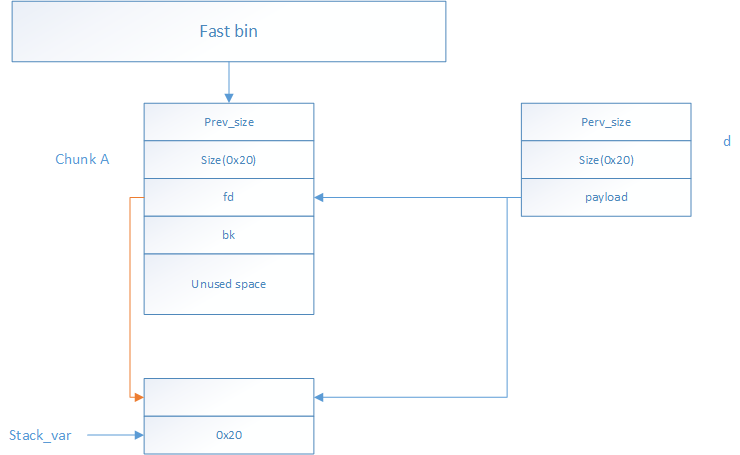 Fast bin
Prev_size
Perv_size
Chunk A
Size(0x20)
Size(0x20)
d
fd
payload
bk
Unused space
Stack_var
0x20